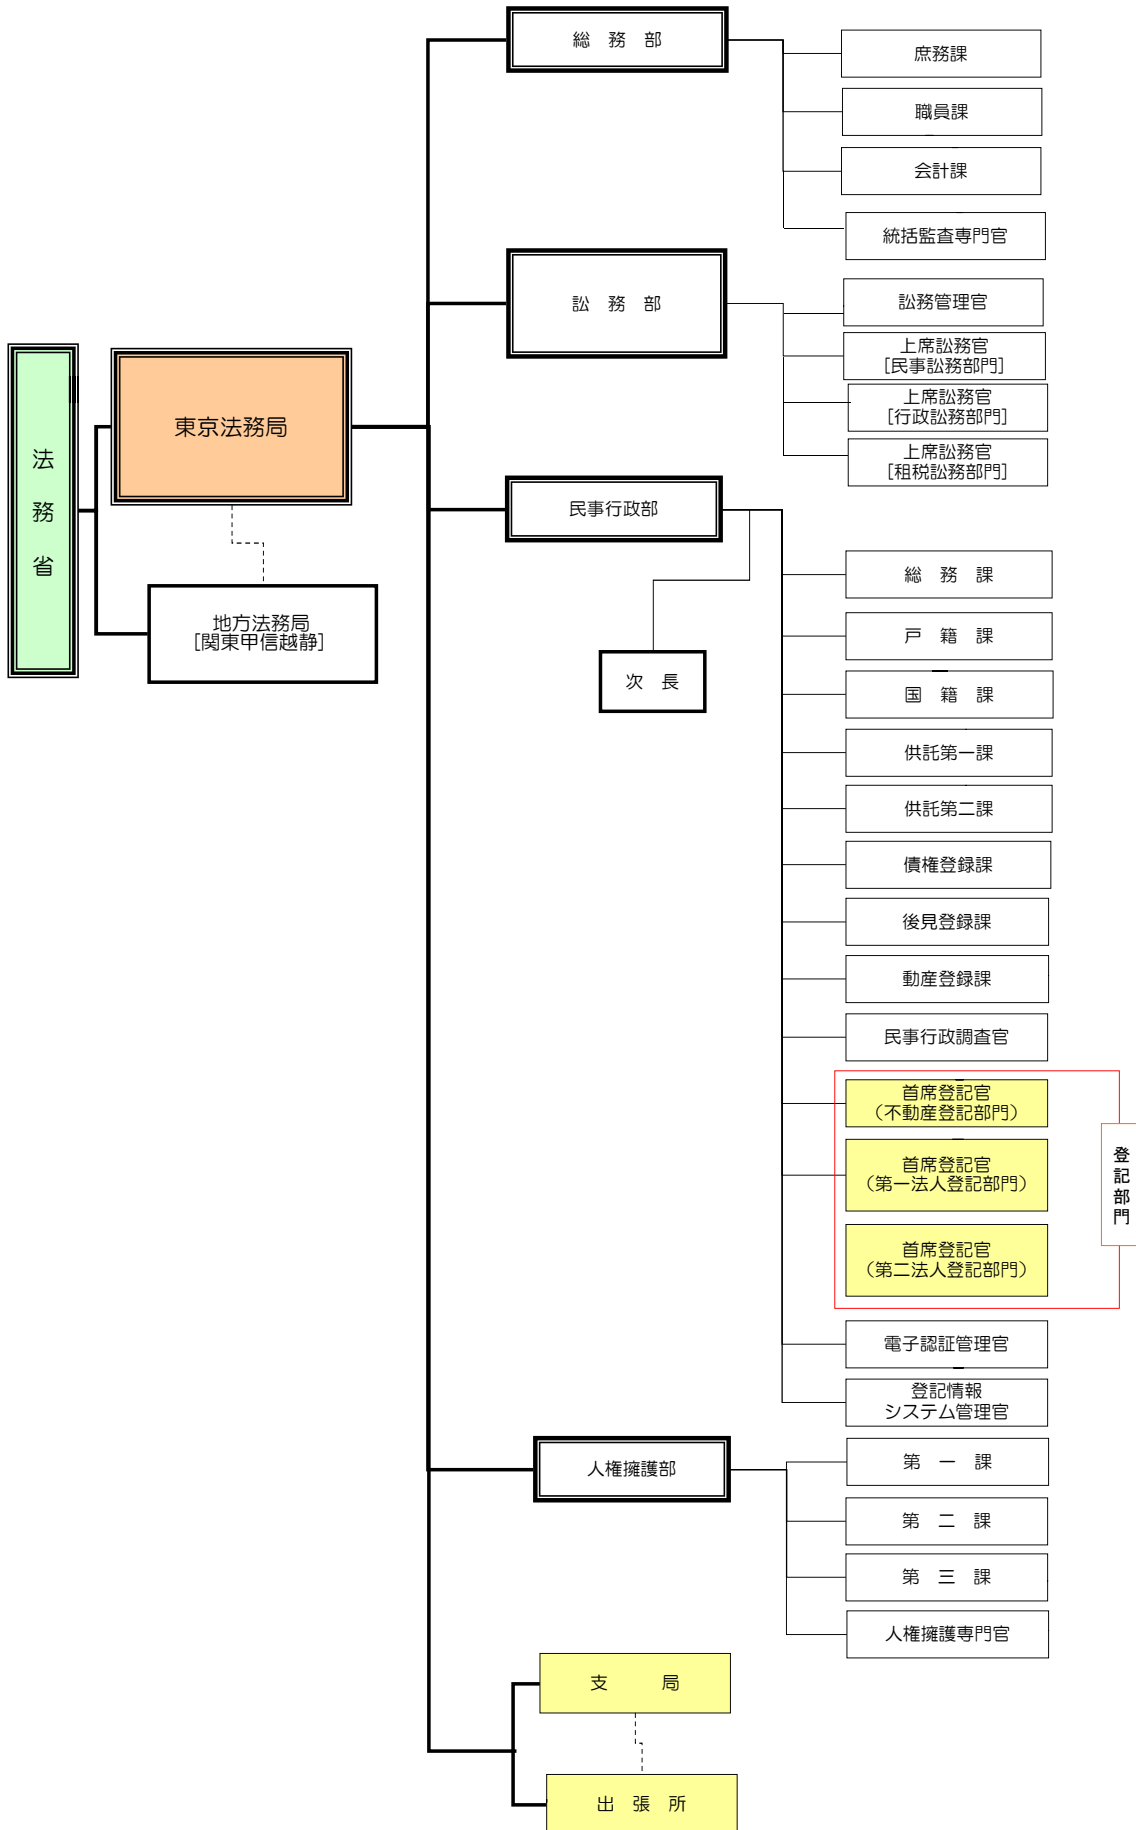 法務省
東京法務局
地方法務局
[関東甲信越静]
総　務　部
庶務課
職員課
会計課
統括監査専門官
訟　務　部
訟務管理官
上席訟務官
[民事訟務部門]
上席訟務官
[行政訟務部門]
上席訟務官
[租税訟務部門]
民事行政部
次　長
総　務　課
戸　籍　課
国　籍　課
供託第一課
供託第二課
債権登録課
後見登録課
動産登録課
民事行政調査官
首席登記官
（不動産登記部門）
首席登記官
（第一法人登記部門）
首席登記官
（第二法人登記部門）
登記部門
電子認証管理官
登記情報
システム管理官
人権擁護部
第　一　課
第　二　課
第　三　課
人権擁護専門官
支　　　局
出　張　所